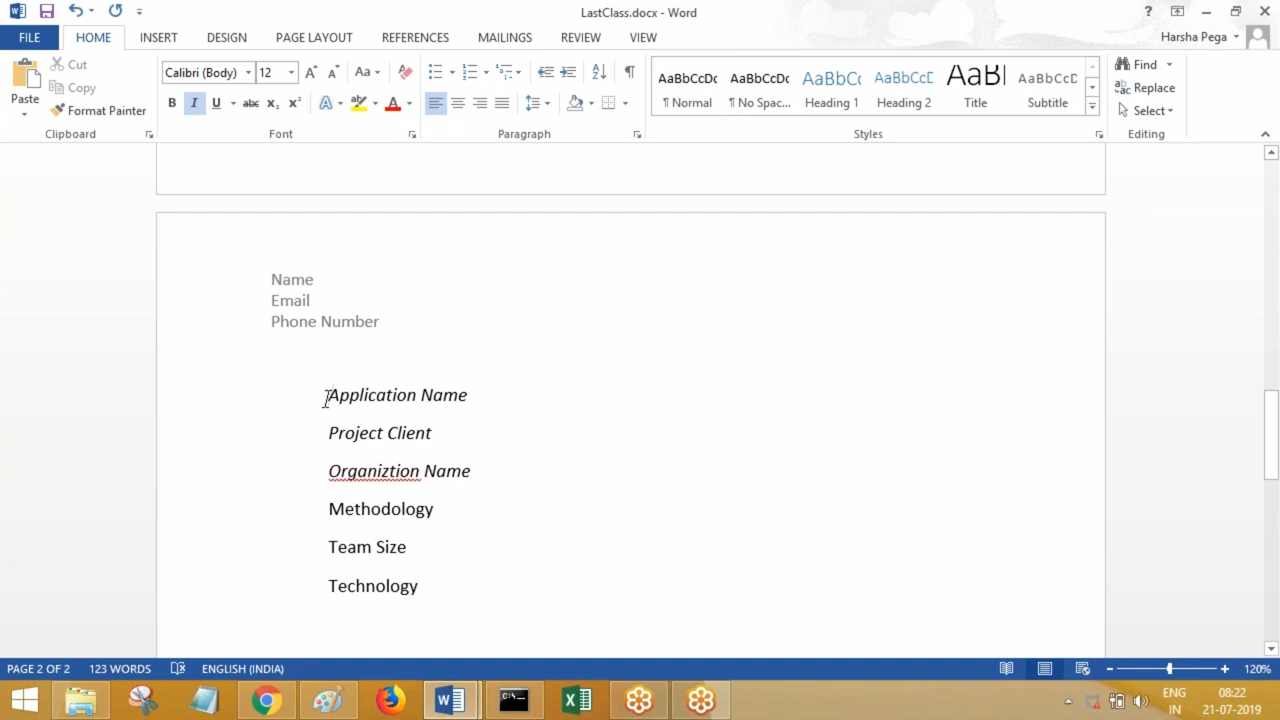 LastClass.docx - Word
FILE HOME INSERT DESIGN PAGE LAYOUT REFERENCES MAILINGS REVIEW VIEW Harsha Pega
Paste Cut Copy Format Painter
Calibri (Body) 12
AaBbCcDc AaBbCcDc AaBbCc AaBbCcE AaB AaBbCcD
¶ Normal ¶ No Spac... Heading 1 Heading 2 Title Subtitle
Find Replace Select
Clipboard Font Paragraph Styles Editing
Name
Email
Phone Number
Application Name
Project Client
Organiztion Name
Methodology
Team Size
Technology
PAGE 2 OF 2 123 WORDS ENGLISH (INDIA) 120%
ENG 08:22
IN 21-07-2019